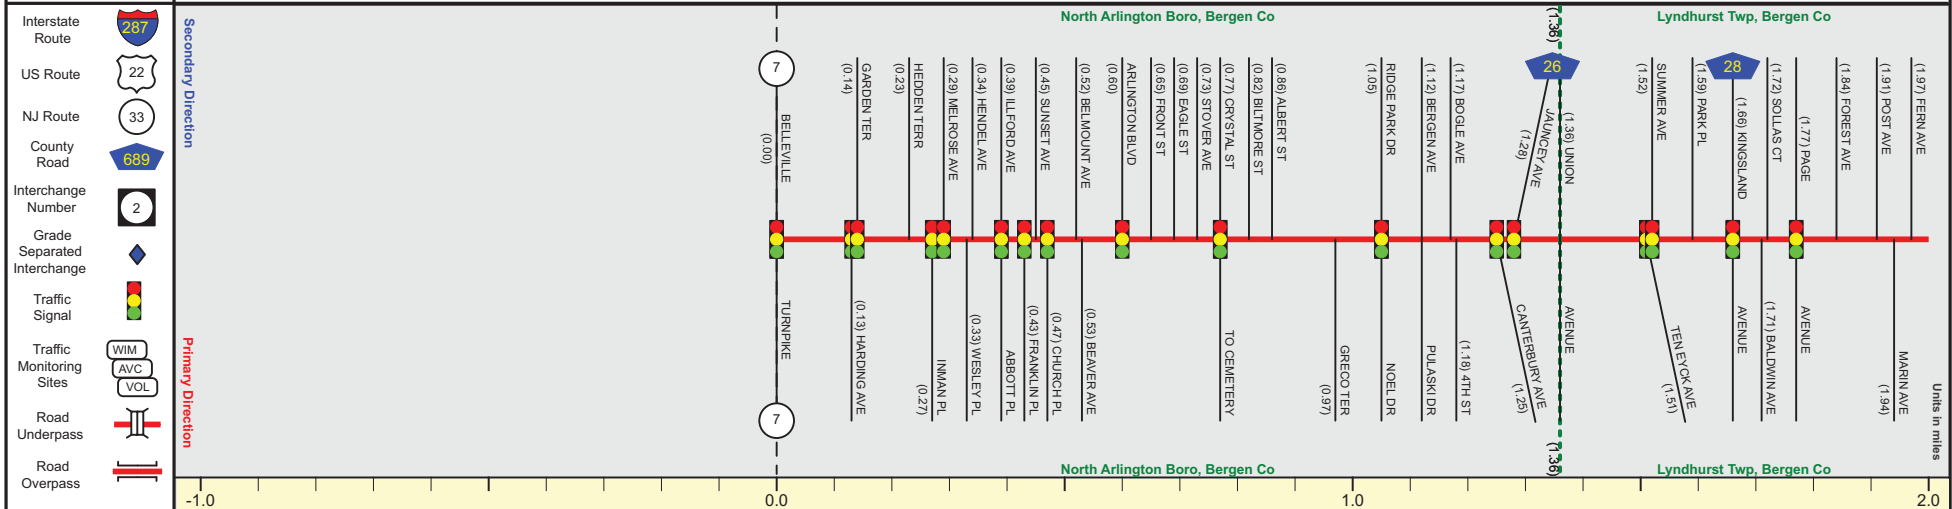 Interstate
Route
287
US Route
22
NJ Route
33
County
Road
689
Interchange
Number
2
Grade
Separated
Interchange
Traffic
Signal
Traffic
Monitoring
Sites
WIM
AVC
VOL
Road
Underpass
Road
Overpass
Secondary Direction
Primary Direction
North Arlington Boro, Bergen Co
(1.36)
Lyndhurst Twp, Bergen Co
7
BELLEVILLE
(0.00)
GARDEN TER
(0.14)
HEDDEN TERR
(0.23)
(0.29) MELROSE AVE
(0.34) HENDEL AVE
(0.39) ILLFORD AVE
(0.45) SUNSET AVE
(0.52) BELMOUNT AVE
ARLINGTON BLVD
(0.60)
(0.65) FRONT ST
(0.69) EAGLE ST
(0.73) STOVER AVE
(0.77) CRYSTAL ST
(0.82) BILTMORE ST
(0.86) ALBERT ST
RIDGE PARK DR
(1.05)
(1.12) BERGEN AVE
(1.17) BOGLE AVE
26
JAUNCEY AVE
(1.28)
(1.36) UNION
SUMMER AVE
(1.52)
(1.59) PARK PL
28
(1.66) KINGSLAND
(1.72) SOLLAS CT
(1.77) PAGE
(1.84) FOREST AVE
(1.91) POST AVE
(1.97) FERN AVE
TURNPIKE
7
(0.13) HARDING AVE
INMAN PL
(0.27)
(0.33) WESLEY PL
ABBOTT PL
(0.43) FRANKLIN PL
(0.47) CHURCH PL
(0.53) BEAVER AVE
TO CEMETERY
GRECO TER
(0.97)
NOEL DR
PULASKI DR
(1.18) 4TH ST
CANTERBURY AVE
(1.25)
AVENUE
TEN EYCK AVE
(1.51)
AVENUE
(1.71) BALDWIN AVE
AVENUE
MARIN AVE
(1.94)
Units in miles
North Arlington Boro, Bergen Co
(1.36)
Lyndhurst Twp, Bergen Co
-1.0
0.0
1.0
2.0